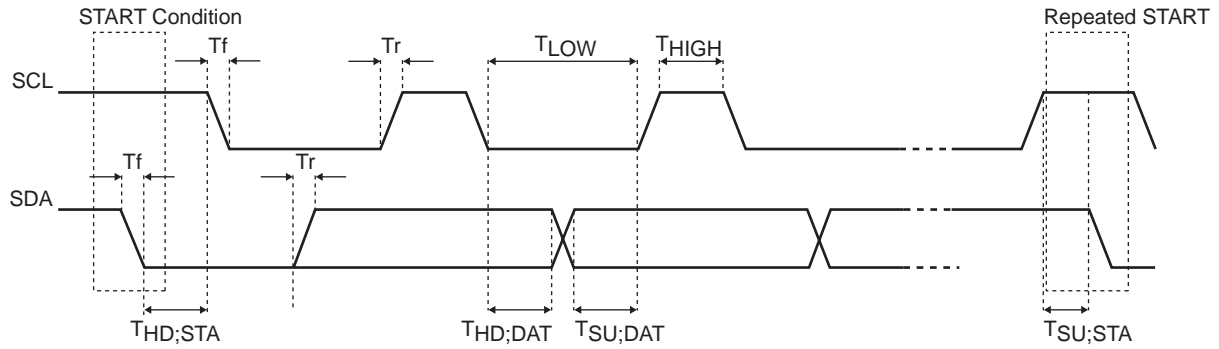 START Condition
Repeated START
Tf
Tr
TLOW
THIGH
SCL
Tf
Tr
SDA
THD;STA
THD;DAT
TSU;DAT
TSU;STA